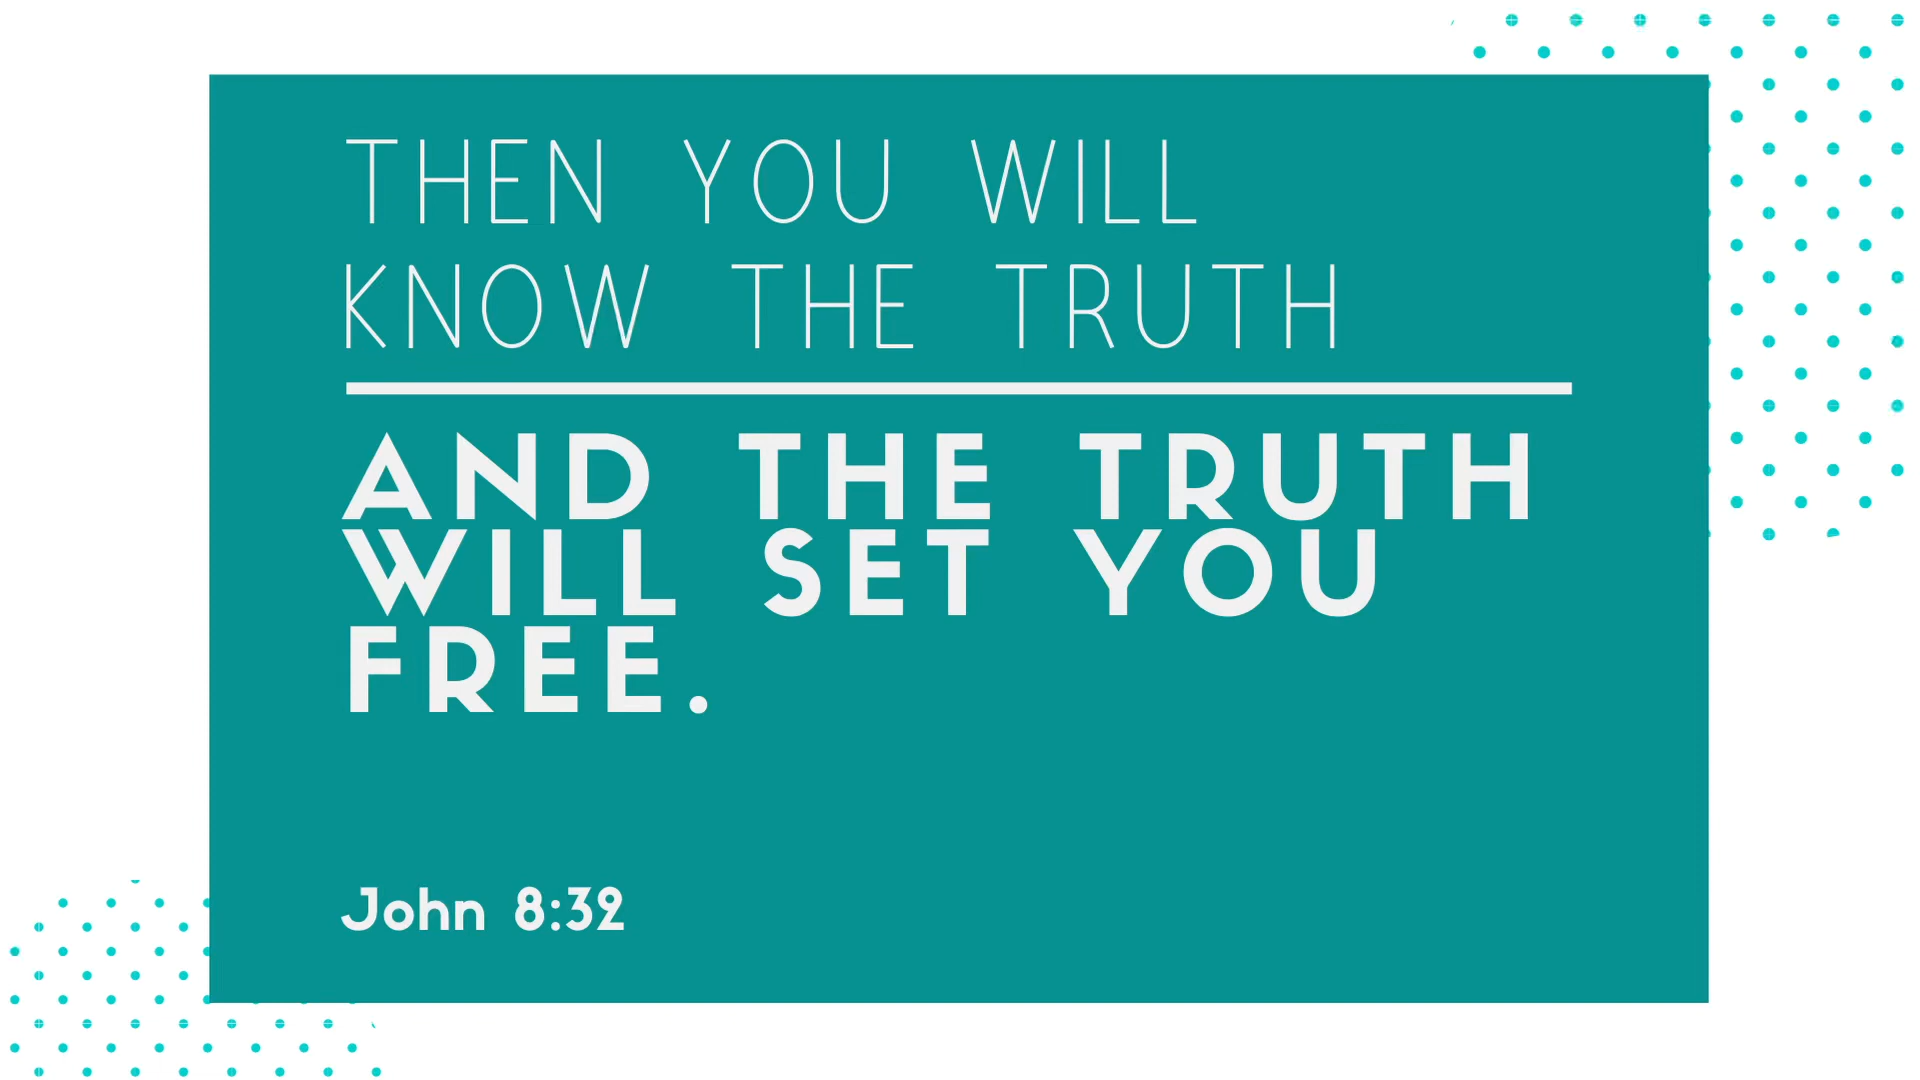 THEN YOU WILL
KNOW THE TRUTH
AND THE TRUTH
WILL SET YOU
FREE.
John 8:32